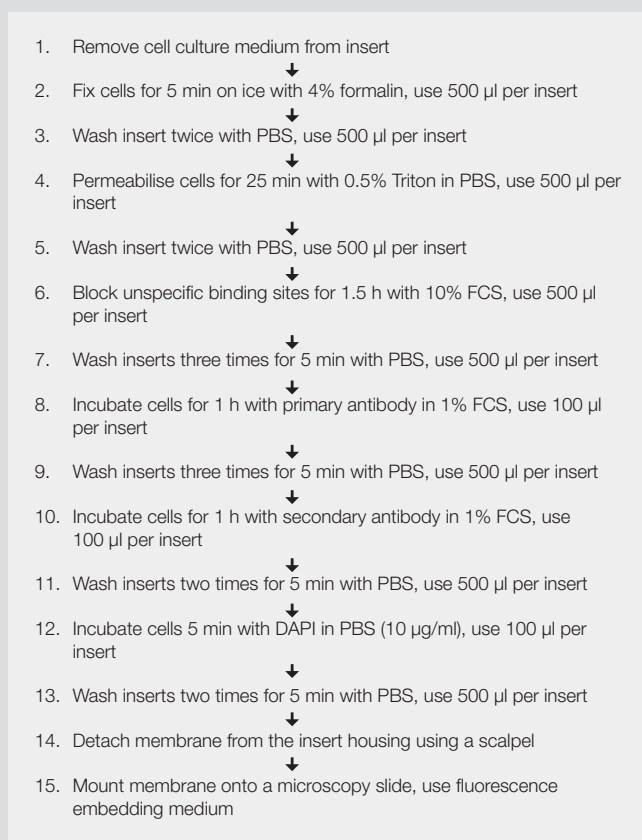 1. Remove cell culture medium from insert
2. Fix cells for 5 min on ice with 4% formalin, use 500 µl per insert
3. Wash insert twice with PBS, use 500 µl per insert
4. Permeabilise cells for 25 min with 0.5% Triton in PBS, use 500 µl per
insert
5. Wash insert twice with PBS, use 500 µl per insert
6. Block unspecific binding sites for 1.5 h with 10% FCS, use 500 µl
per insert
7. Wash inserts three times for 5 min with PBS, use 500 µl per insert
8. Incubate cells for 1 h with primary antibody in 1% FCS, use 100 µl
per insert
9. Wash inserts three times for 5 min with PBS, use 500 µl per insert
10. Incubate cells for 1 h with secondary antibody in 1% FCS, use
100 µl per insert
11. Wash inserts two times for 5 min with PBS, use 500 µl per insert
12. Incubate cells 5 min with DAPI in PBS (10 µg/ml), use 100 µl per
insert
13. Wash inserts two times for 5 min with PBS, use 500 µl per insert
14. Detach membrane from the insert housing using a scalpel
15. Mount membrane onto a microscopy slide, use fluorescence
embedding medium